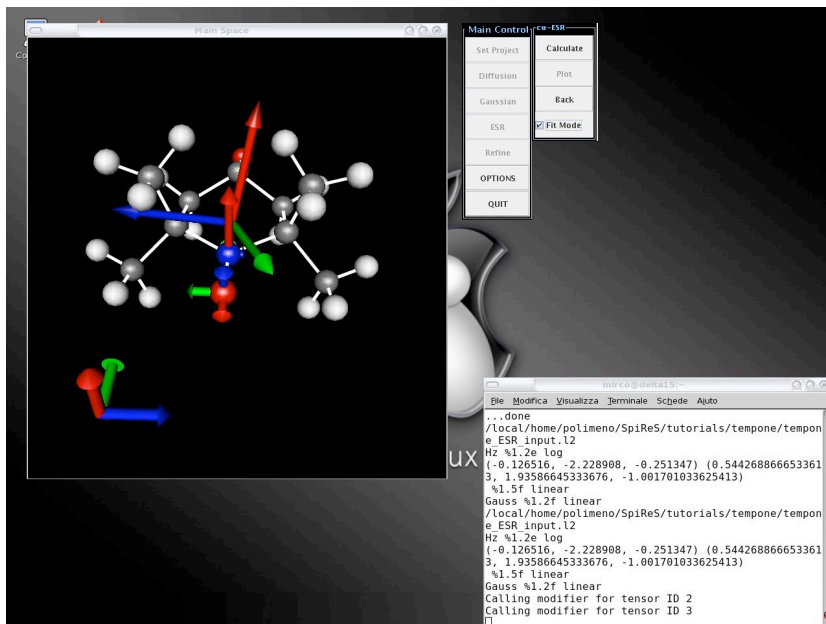 Co
Main Space
Main Control
Set Project
Diffusion
Gaussian
ESR
Refine
OPTIONS
QUIT
cw-ESR
Calculate
Plot
Back
Fit Mode
ux
mirco@delta15:~
File Modifica Visualizza Terminale Schede Aiuto
...done
/local/home/polimeno/SpiReS/tutorials/tempone/tempon
e_ESR_input.l2
Hz %1.2e log
(-0.126516, -2.228908, -0.251347) (0.544268866653361
3, 1.93586645333676, -1.001701033625413)
%1.5f linear
Gauss %1.2f linear
/local/home/polimeno/SpiReS/tutorials/tempone/tempon
e_ESR_input.l2
Hz %1.2e log
(-0.126516, -2.228908, -0.251347) (0.544268866653361
3, 1.93586645333676, -1.001701033625413)
%1.5f linear
Gauss %1.2f linear
Calling modifier for tensor ID 2
Calling modifier for tensor ID 3